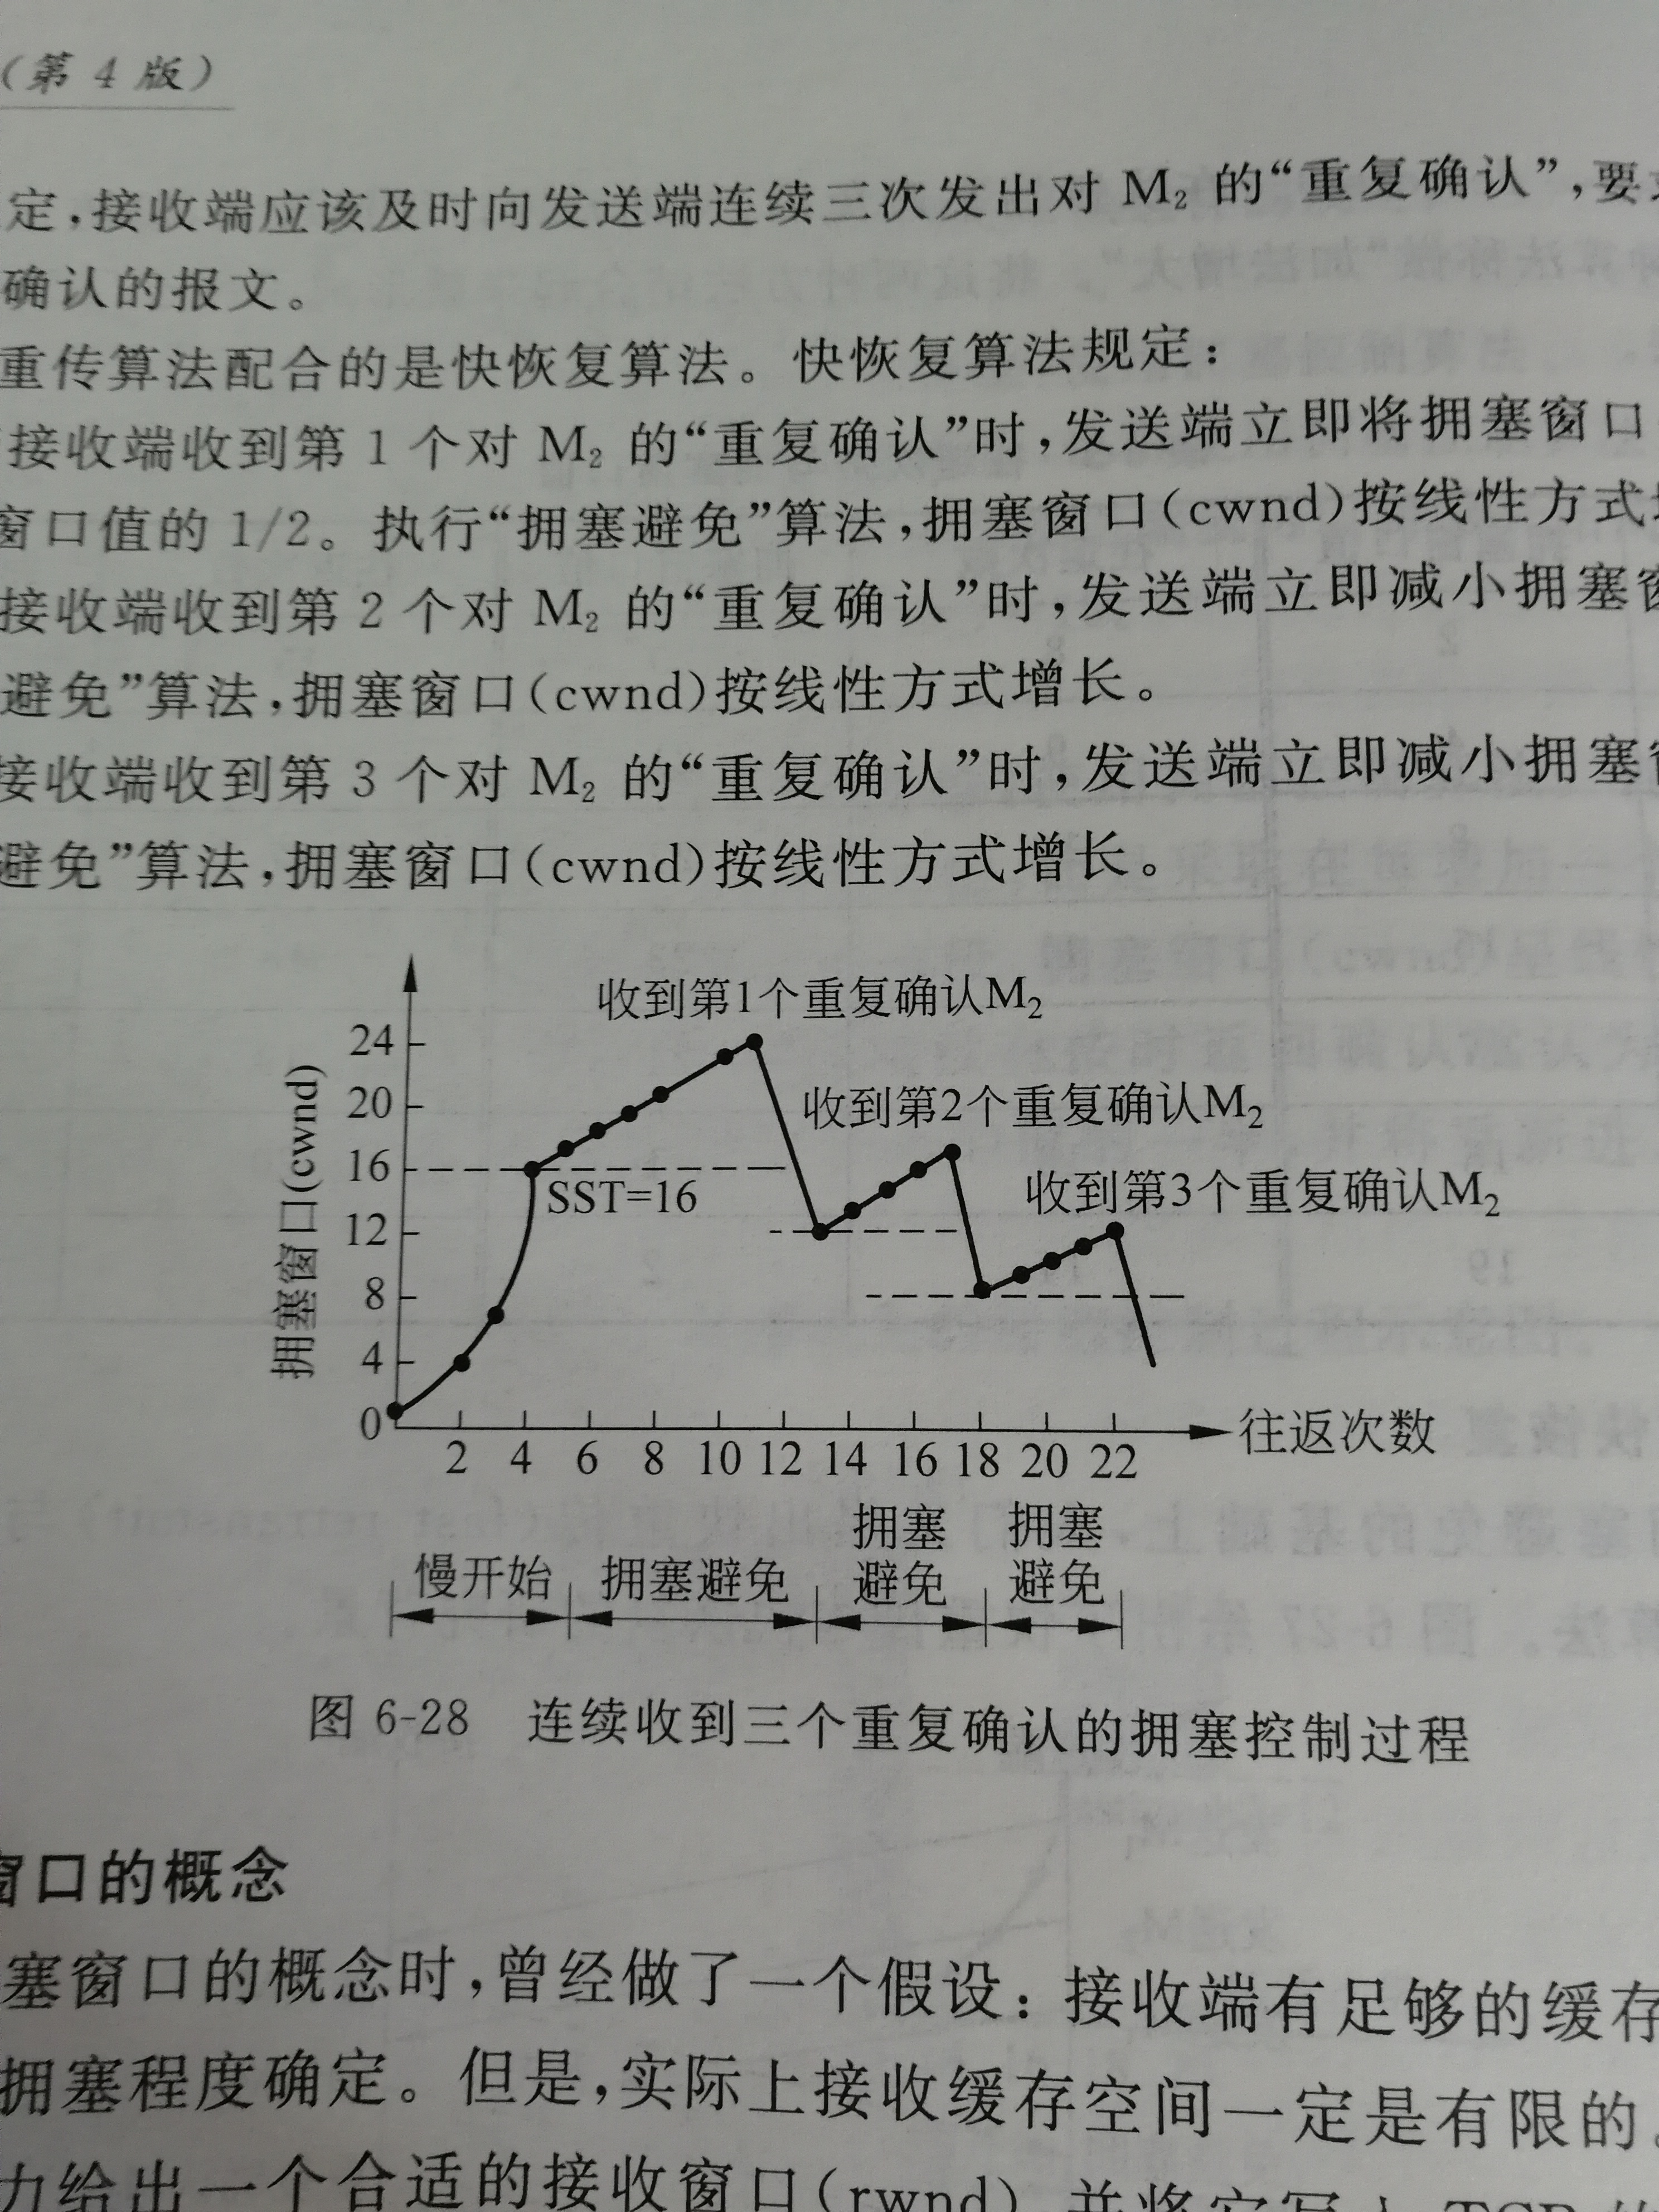 （第 4 版）
定，接收端应该及时向发送端连续三次发出对 M₂ 的“重复确认”，要
确认的报文。
重传算法配合的是快恢复算法。快恢复算法规定：
接收端收到第 1 个对 M₂ 的“重复确认”时，发送端立即将拥塞窗口
窗口值的 1/2。执行“拥塞避免”算法，拥塞窗口(cwnd)按线性方式
接收端收到第 2 个对 M₂ 的“重复确认”时，发送端立即减小拥塞窗
避免”算法，拥塞窗口(cwnd)按线性方式增长。
接收端收到第 3 个对 M₂ 的“重复确认”时，发送端立即减小拥塞窗
避免”算法，拥塞窗口(cwnd)按线性方式增长。
收到第1个重复确认M₂
24
收到第2个重复确认M₂
20
16
收到第3个重复确认M₂
SST=16
12
8
4
0
拥塞窗口(cwnd)
往返次数
2 4 6 8 10 12 14 16 18 20 22
慢开始 拥塞避免 拥塞避免 拥塞避免
图 6-28 连续收到三个重复确认的拥塞控制过程
窗口的概念
塞窗口的概念时，曾经做了一个假设：接收端有足够的缓存
拥塞程度确定。但是，实际上接收缓存空间一定是有限的。
力给出一个合适的接收窗口(rwnd)